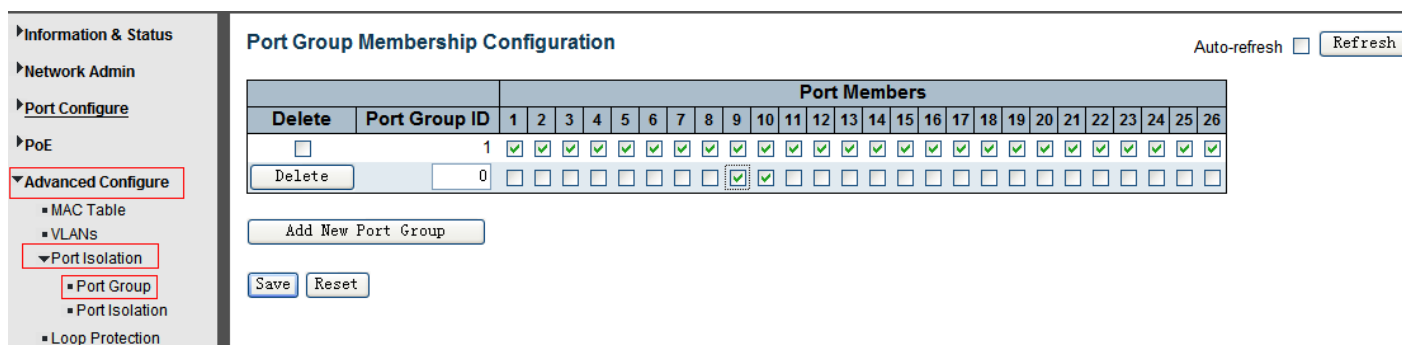 Information & Status
Network Admin
Port Configure
PoE
Advanced Configure
MAC Table
VLANs
Port Isolation
Port Group
Port Isolation
Loop Protection
Port Group Membership Configuration
Auto-refresh Refresh
Port Members
Delete Port Group ID 1 2 3 4 5 6 7 8 9 10 11 12 13 14 15 16 17 18 19 20 21 22 23 24 25 26
1
Delete 0
Add New Port Group
Save Reset